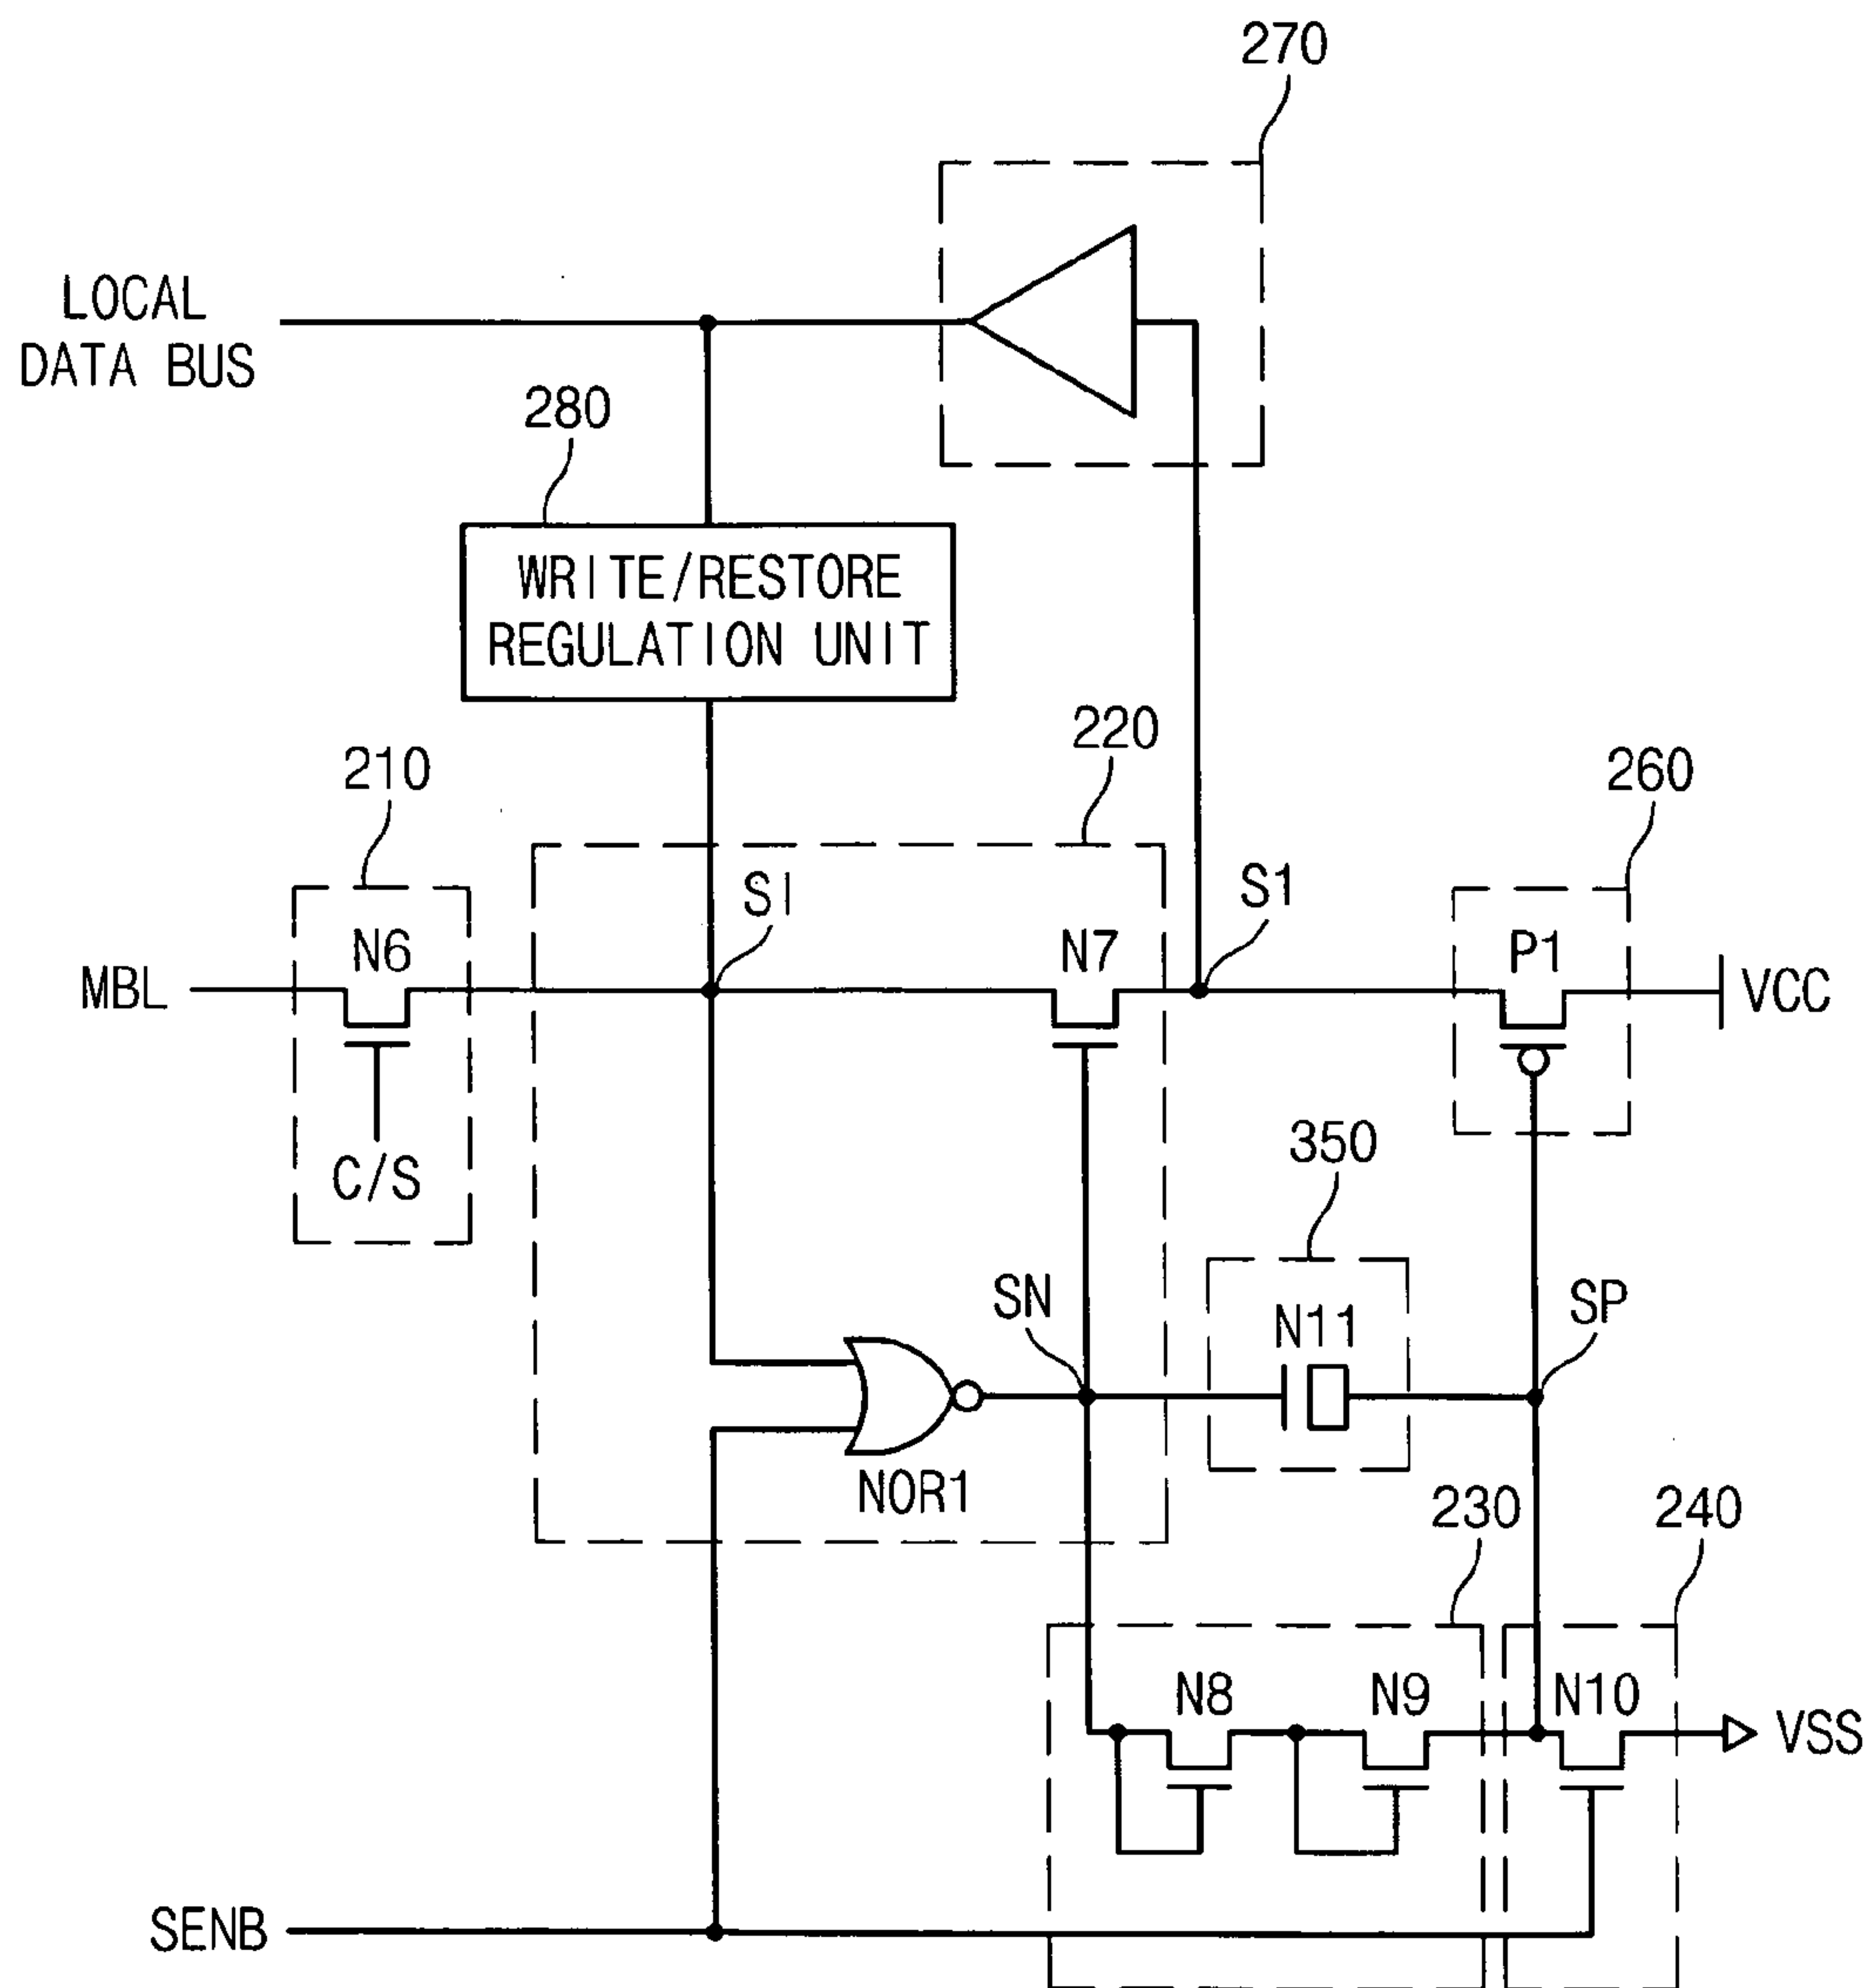 270
LOCAL
DATA BUS
280
WRITE/RESTORE
REGULATION UNIT
220
210
260
SI
S1
N6
N7
P1
MBL
VCC
350
C/S
SN
N11
SP
NOR1
230
240
N8
N9
N10
VSS
SENB